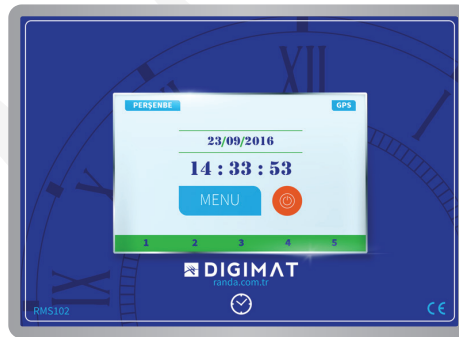 XII
PERŞENBE GPS
23/09/2016
14 : 33 : 53
MENU
1 2 3 4 5
DIGIMAT
randa.com.tr
RMS102 CE